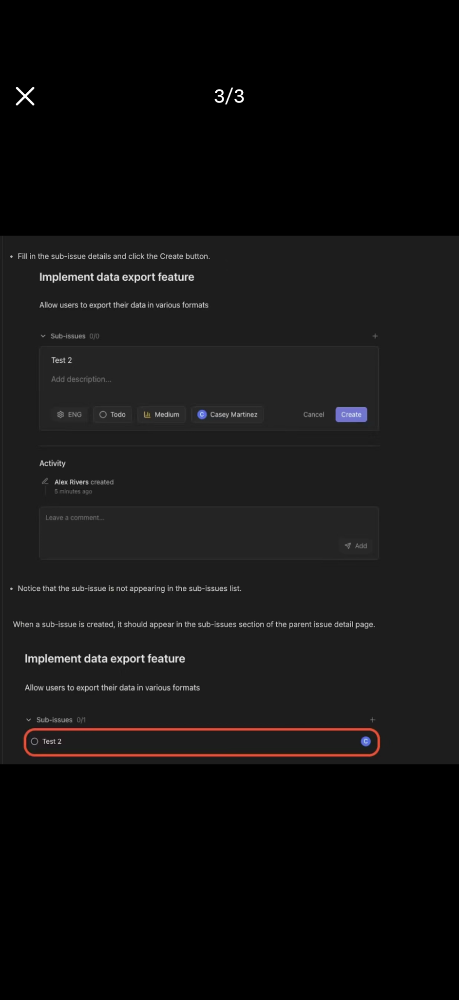 3/3
• Fill in the sub-issue details and click the Create button.
Implement data export feature
Allow users to export their data in various formats
Sub-issues 0/0
Test 2
Add description...
ENG Todo Medium C Casey Martinez Cancel Create
Activity
Alex Rivers created
5 minutes ago
Leave a comment...
Add
• Notice that the sub-issue is not appearing in the sub-issues list.
When a sub-issue is created, it should appear in the sub-issues section of the parent issue detail page.
Implement data export feature
Allow users to export their data in various formats
Sub-issues 0/1
Test 2 C